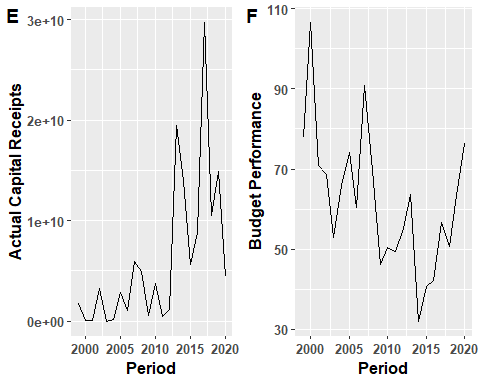 E
Actual Capital Receipts
3e+10
2e+10
1e+10
0e+00
2000 2005 2010 2015 2020
Period
F
Budget Performance
110
90
70
50
30
2000 2005 2010 2015 2020
Period